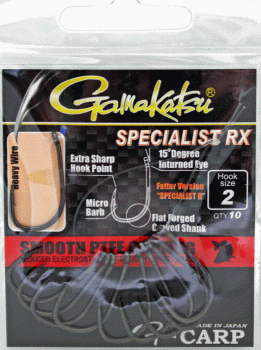 Gamakatsu
SPECIALIST RX
Heavy Wire
Extra Sharp
Hook Point
15° Degree
Inturned Eye
Hook
size
2
QTY. 10
Fatter Version
"SPECIALIST R"
Micro
Barb
Flat Forged
Curved Shank
SMOOTH PTFE
MADE IN JAPAN
CARP